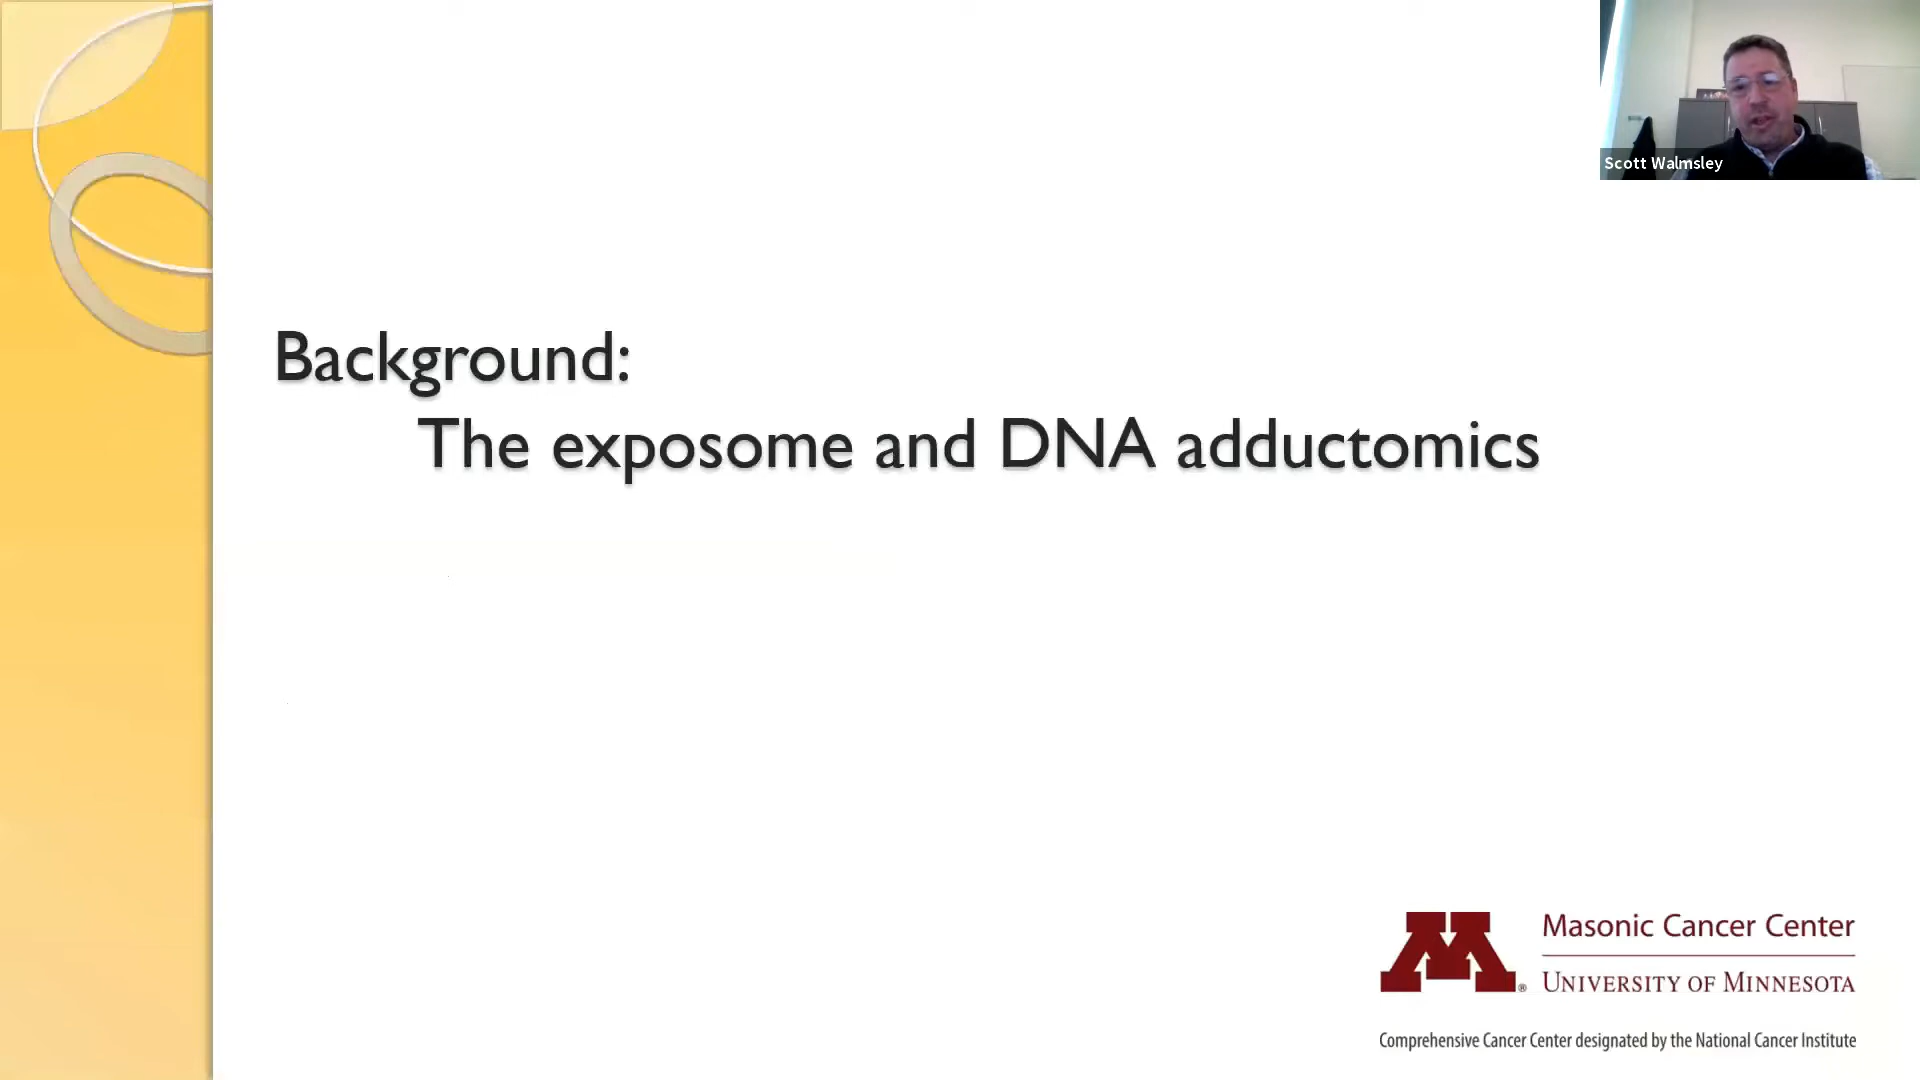 Scott Walmsley
Background:
The exposome and DNA adductomics
Masonic Cancer Center
UNIVERSITY OF MINNESOTA
Comprehensive Cancer Center designated by the National Cancer Institute